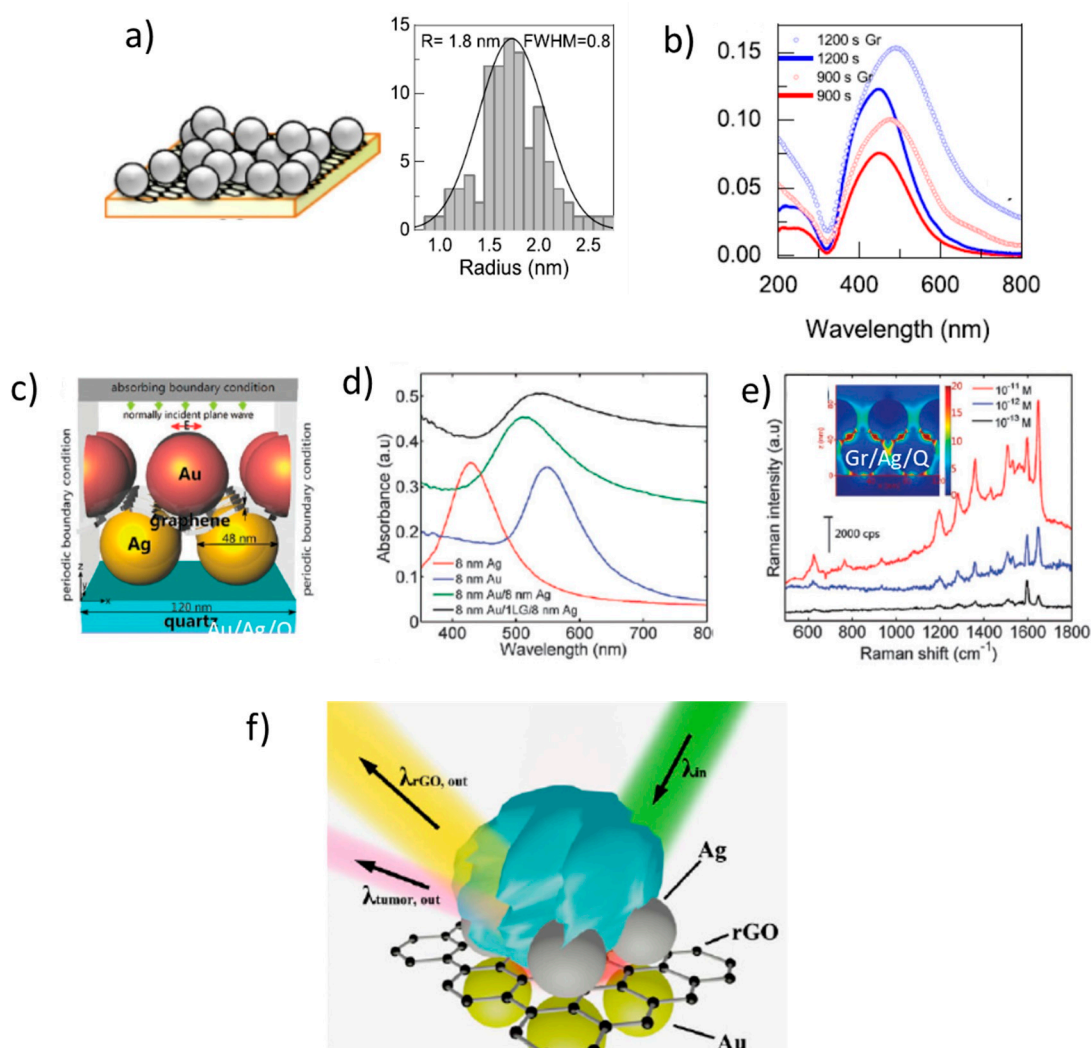 a)
R= 1.8 nm FWHM=0.8
15
10
5
0
1.0 1.5 2.0 2.5
Radius (nm)
b)
1200 s Gr
1200 s
900 s Gr
900 s
0.15
0.10
0.05
0.00
200 400 600 800
Wavelength (nm)
c)
absorbing boundary condition
normally incident plane wave
E
periodic boundary condition
periodic boundary condition
Au
graphene
Ag
48 nm
z
y
x
120 nm
quartz
Au/Ag/Q
d)
Absorbance (a.u)
0.5
0.4
0.3
0.2
0.1
0
8 nm Ag
8 nm Au
8 nm Au/8 nm Ag
8 nm Au/1LG/8 nm Ag
400 500 600 700 800
Wavelength (nm)
e)
Raman intensity (a.u.)
Gr/Ag/Q
20
15
10
5
0
10⁻¹¹ M
10⁻¹² M
10⁻¹³ M
2000 cps
600 800 1000 1200 1400 1600 1800
Raman shift (cm⁻¹)
f)
λrGO, out
λin
λtumor, out
Ag
rGO
Au